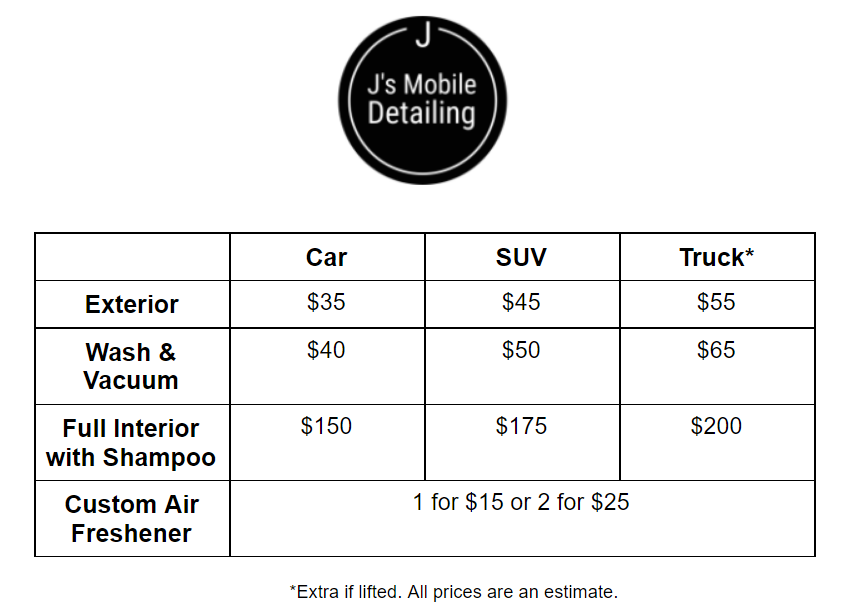 J
J's Mobile
Detailing
Car SUV Truck*
Exterior $35 $45 $55
Wash & $40 $50 $65
Vacuum
Full Interior $150 $175 $200
with Shampoo
Custom Air 1 for $15 or 2 for $25
Freshener
*Extra if lifted. All prices are an estimate.